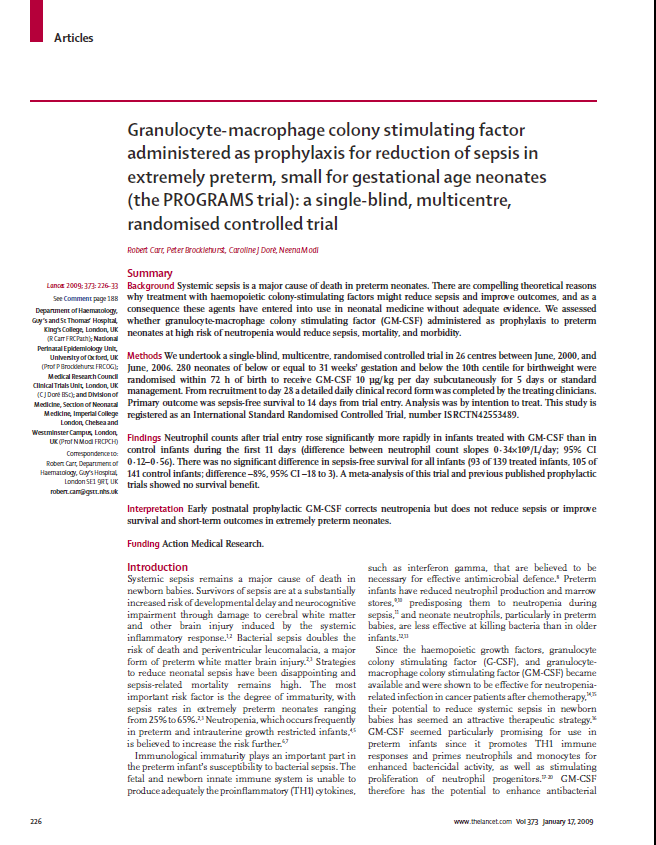 Articles
Granulocyte-macrophage colony stimulating factor
administered as prophylaxis for reduction of sepsis in
extremely preterm, small for gestational age neonates
(the PROGRAMS trial): a single-blind, multicentre,
randomised controlled trial
Robert Carr, Peter Brocklehurst, Caroline J Doré, Neena Modi
Summary
Background Systemic sepsis is a major cause of death in preterm neonates. There are compelling theoretical reasons
why treatment with haemopoietic colony-stimulating factors might reduce sepsis and improve outcomes, and as a
consequence these agents have entered into use in neonatal medicine without adequate evidence. We assessed
whether granulocyte-macrophage colony stimulating factor (GM-CSF) administered as prophylaxis to preterm
neonates at high risk of neutropenia would reduce sepsis, mortality, and morbidity.
Methods We undertook a single-blind, multicentre, randomised controlled trial in 26 centres between June, 2000, and
June, 2006. 280 neonates of below or equal to 31 weeks' gestation and below the 10th centile for birthweight were
randomised within 72 h of birth to receive GM-CSF 10 μg/kg per day subcutaneously for 5 days or standard
management. From recruitment to day 28 a detailed daily clinical record form was completed by the treating clinicians.
Primary outcome was sepsis-free survival to 14 days from trial entry. Analysis was by intention to treat. This study is
registered as an International Standard Randomised Controlled Trial, number ISRCTN42553489.
Findings Neutrophil counts after trial entry rose significantly more rapidly in infants treated with GM-CSF than in
control infants during the first 11 days (difference between neutrophil count slopes 0·34×10⁹/L/day; 95% CI
0·12–0·56). There was no significant difference in sepsis-free survival for all infants (93 of 139 treated infants, 105 of
141 control infants; difference –8%, 95% CI –18 to 3). A meta-analysis of this trial and previous published prophylactic
trials showed no survival benefit.
Interpretation Early postnatal prophylactic GM-CSF corrects neutropenia but does not reduce sepsis or improve
survival and short-term outcomes in extremely preterm neonates.
Funding Action Medical Research.
Lancet 2009; 373: 226–33
See Comment page 188
Department of Haematology,
Guy's and St Thomas' Hospital,
King's College, London, UK
(R Carr FRCPath); National
Perinatal Epidemiology Unit,
University of Oxford, UK
(Prof P Brocklehurst FRCOG);
Medical Research Council
Clinical Trials Unit, London, UK
(C J Doré BSc); and Division of
Medicine, Section of Neonatal
Medicine, Imperial College
London, Chelsea and
Westminster Campus, London,
UK (Prof N Modi FRCPCH)
Correspondence to:
Robert Carr, Department of
Haematology, Guy's Hospital,
London SE1 9RT, UK
robert.carr@gstt.nhs.uk
Introduction
Systemic sepsis remains a major cause of death in
newborn babies. Survivors of sepsis are at a substantially
increased risk of developmental delay and neurocognitive
impairment through damage to cerebral white matter
and other brain injury induced by the systemic
inflammatory response.1,2 Bacterial sepsis doubles the
risk of death and periventricular leucomalacia, a major
form of preterm white matter brain injury.2,3 Strategies
to reduce neonatal sepsis have been disappointing and
sepsis-related mortality remains high. The most
important risk factor is the degree of immaturity, with
sepsis rates in extremely preterm neonates ranging
from 25% to 65%.2,3 Neutropenia, which occurs frequently
in preterm and intrauterine growth restricted infants,4,5
is believed to increase the risk further.6,7
Immunological immaturity plays an important part in
the preterm infant's susceptibility to bacterial sepsis. The
fetal and newborn innate immune system is unable to
produce adequately the proinflammatory (TH1) cytokines,
such as interferon gamma, that are believed to be
necessary for effective antimicrobial defence.8 Preterm
infants have reduced neutrophil production and marrow
stores,9,10 predisposing them to neutropenia during
sepsis,11 and neonate neutrophils, particularly in preterm
babies, are less effective at killing bacteria than in older
infants.12,13
Since the haemopoietic growth factors, granulocyte
colony stimulating factor (G-CSF), and granulocyte-
macrophage colony stimulating factor (GM-CSF) became
available and were shown to be effective for neutropenia-
related infection in cancer patients after chemotherapy,14,15
their potential to reduce systemic sepsis in newborn
babies has seemed an attractive therapeutic strategy.16
GM-CSF seemed particularly promising for use in
preterm infants since it promotes TH1 immune
responses and primes neutrophils and monocytes for
enhanced bactericidal activity, as well as stimulating
proliferation of neutrophil progenitors.17–20 GM-CSF
therefore has the potential to enhance antibacterial
226
www.thelancet.com Vol 373 January 17, 2009